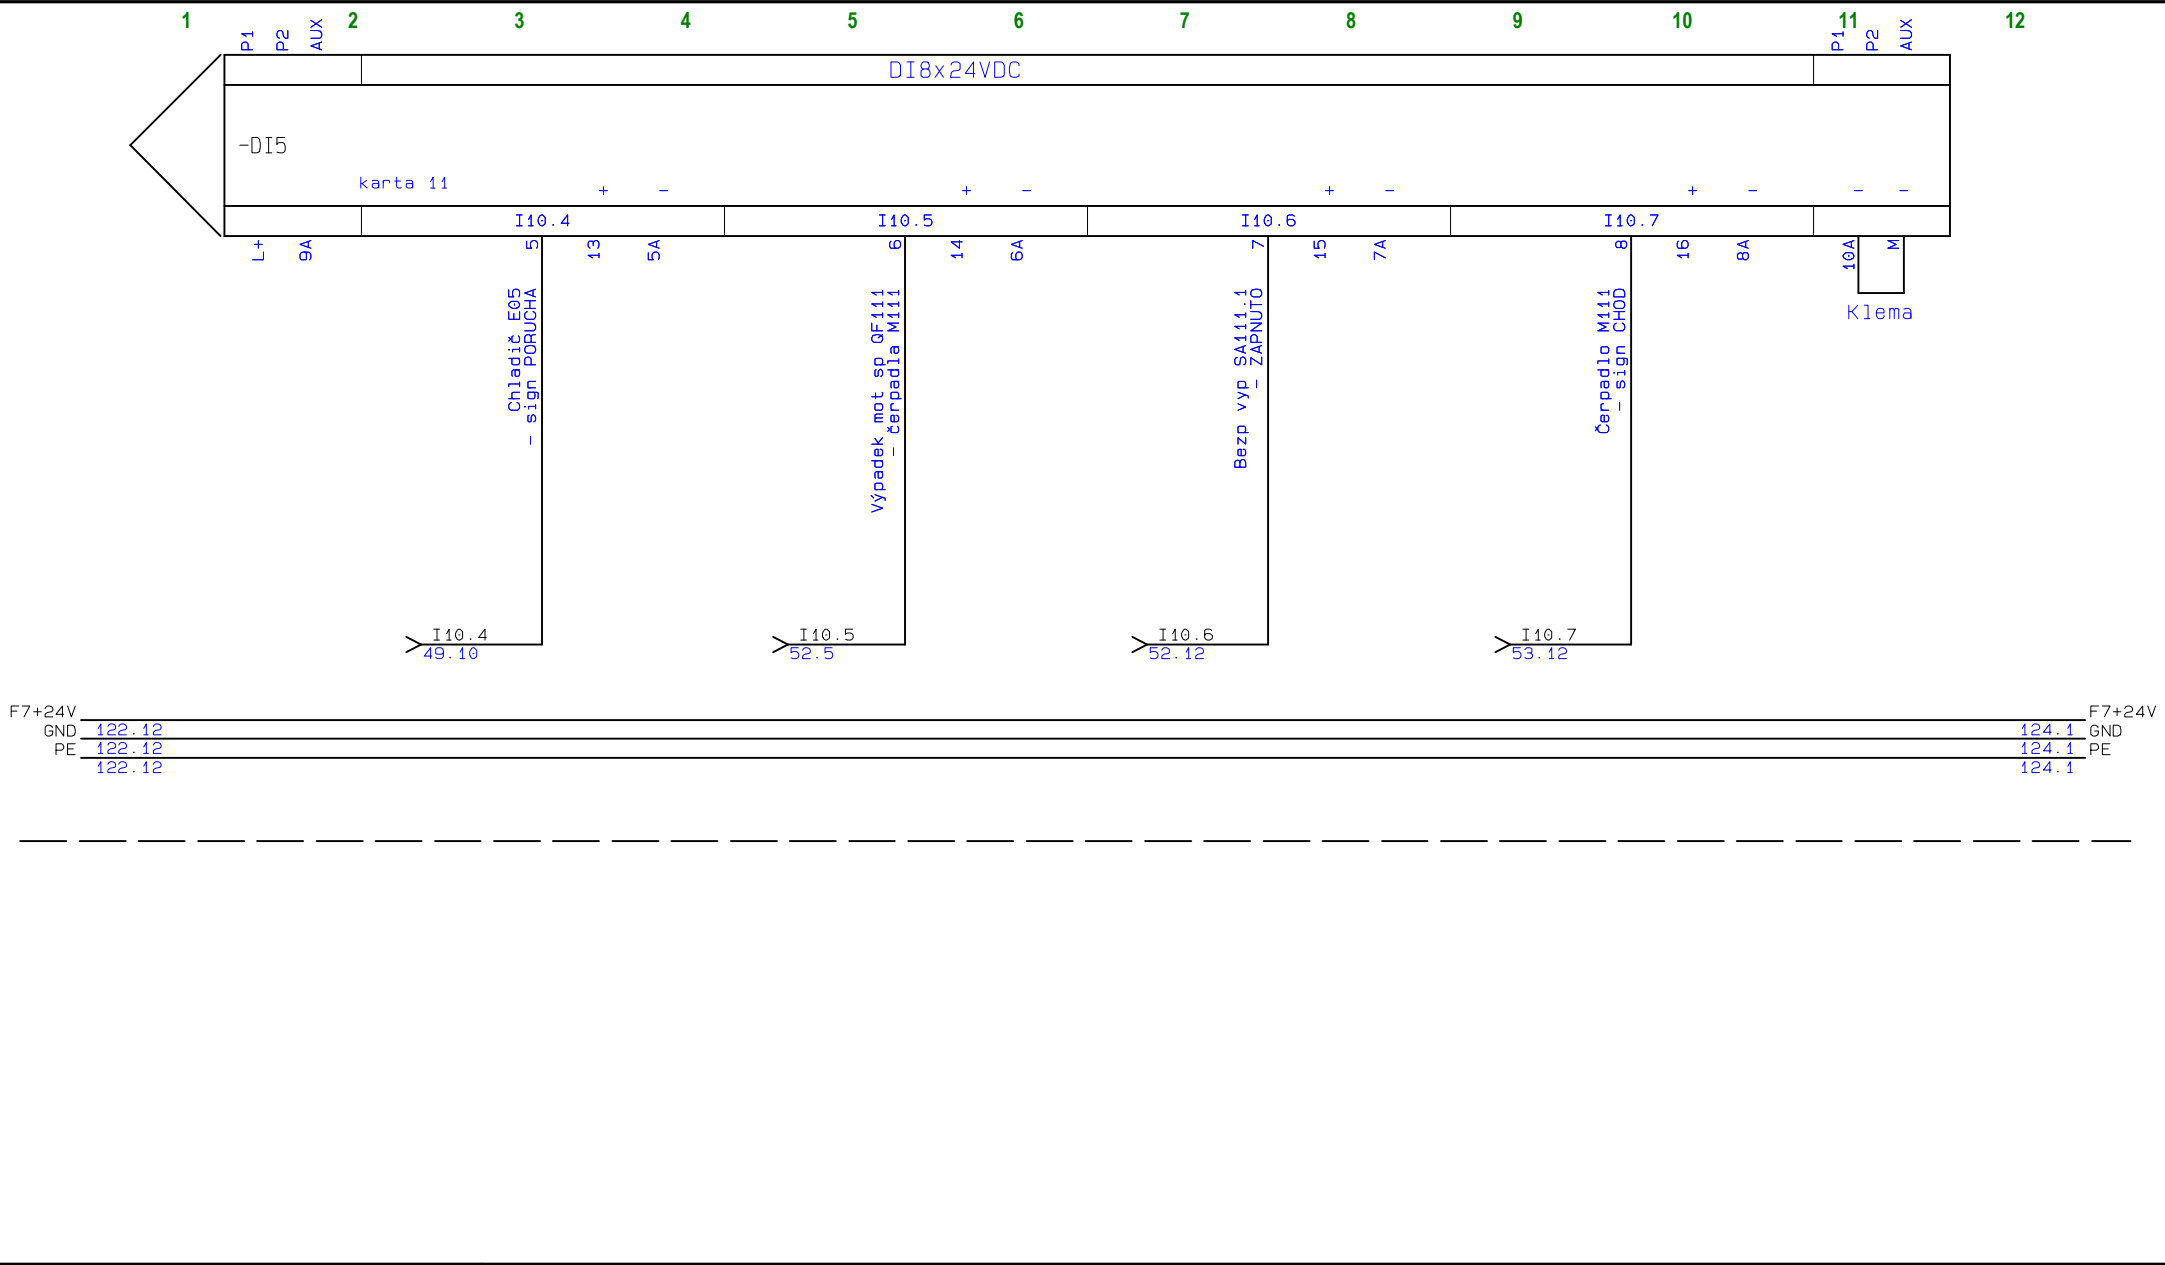 1 2 3 4 5 6 7 8 9 10 11 12
P1 P2 AUX P1 P2 AUX
DI8x24VDC
-DI5
karta 11
+ - + - + - + - - -
I10.4 I10.5 I10.6 I10.7
L+ 9A 5 13 5A 6 14 6A 7 15 7A 8 16 8A 10A M
Chladič E05
- sign PORUCHA
Výpadek mot sp QF111
- čerpadla M111
Bezp vyp SA111.1
- ZAPNUTO
Čerpadlo M111
- sign CHOD
Klema
I10.4 I10.5 I10.6 I10.7
49.10 52.5 52.12 53.12
F7+24V F7+24V
GND 122.12 124.1 GND
PE 122.12 124.1 PE
122.12 124.1